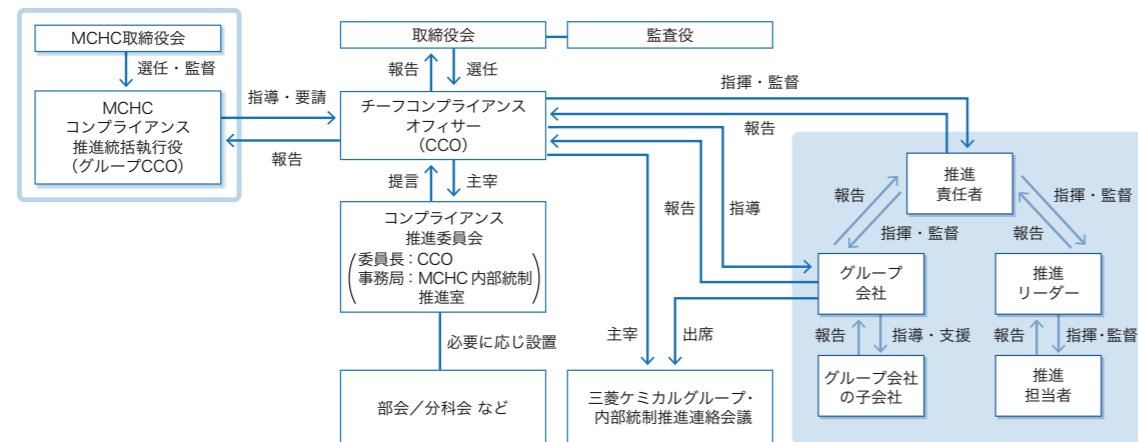 MCHC取締役会
選任・監督
MCHC
コンプライアンス
推進統括執行役
（グループCCO）
指導・要請
報告
取締役会
監査役
報告
選任
チーフコンプライアンス
オフィサー
（CCO）
提言
主宰
コンプライアンス
推進委員会
委員長：CCO
事務局：MCHC 内部統制
推進室
必要に応じ設置
部会／分科会 など
指揮・監督
報告
報告
指導
主宰
出席
三菱ケミカルグループ・
内部統制推進連絡会議
推進
責任者
報告
指揮・監督
指揮・監督
報告
グループ
会社
推進
リーダー
報告
指導・支援
報告
指揮・監督
グループ会社
の子会社
推進
担当者